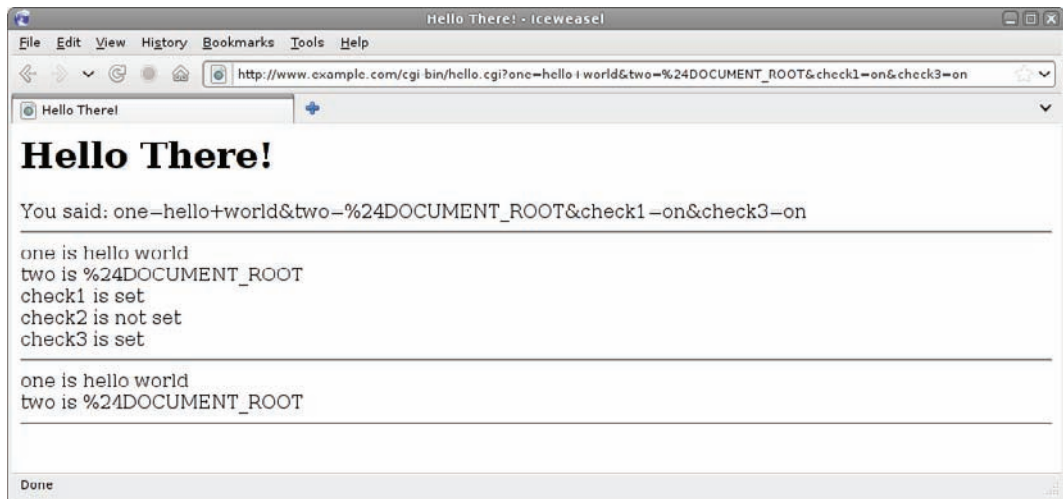 Hello There! - Iceweasel
File Edit View History Bookmarks Tools Help
http://www.example.com/cgi-bin/hello.cgi?one=hello+world&two=%24DOCUMENT_ROOT&check1=on&check3=on
Hello There!
Hello There!
You said: one=hello+world&two=%24DOCUMENT_ROOT&check1=on&check3=on
one is hello world
two is %24DOCUMENT_ROOT
check1 is set
check2 is not set
check3 is set
one is hello world
two is %24DOCUMENT_ROOT
Done